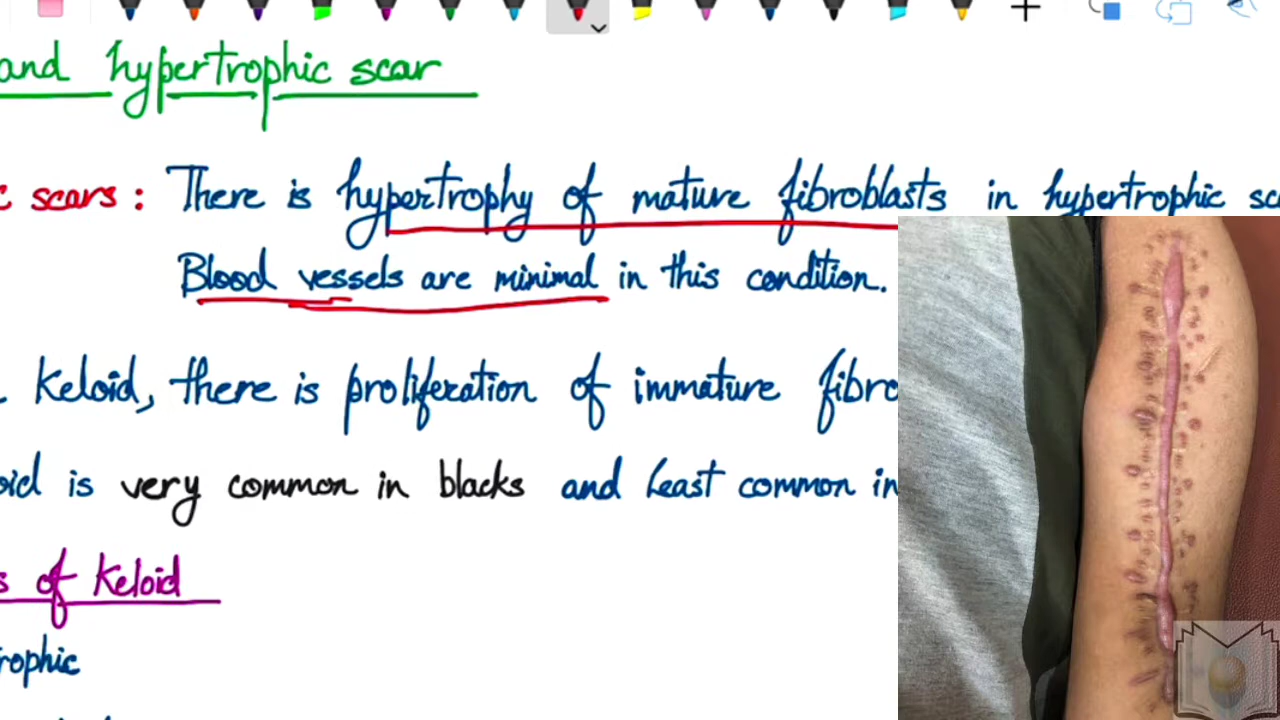 and hypertrophic scar
c scars: There is hypertrophy of mature fibroblasts in hypertrophic sc
Blood vessels are minimal in this condition.
Keloid, there is proliferation of immature fibro
oid is very common in blacks and least common in
s of Keloid
rophic